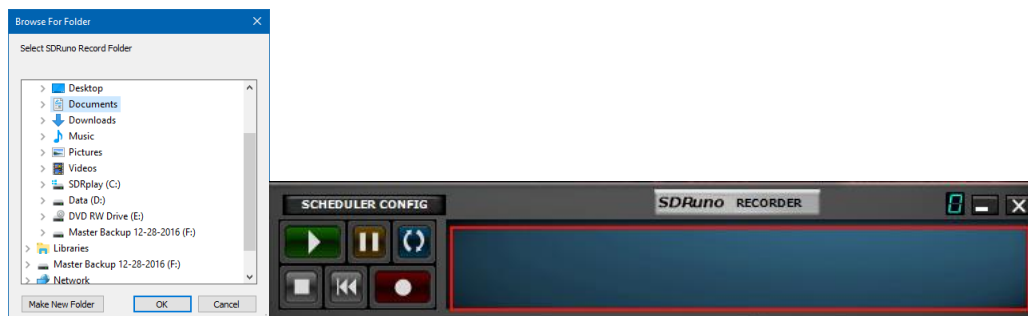 Browse For Folder
Select SDRuno Record Folder
Desktop
Documents
Downloads
Music
Pictures
Videos
SDRplay (C:)
Data (D:)
DVD RW Drive (E:)
Master Backup 12-28-2016 (F:)
Libraries
Master Backup 12-28-2016 (F:)
Network
Make New Folder
OK
Cancel
SCHEDULER CONFIG
SDRuno RECORDER